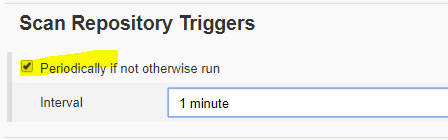 Scan Repository Triggers
Periodically if not otherwise run
Interval 1 minute